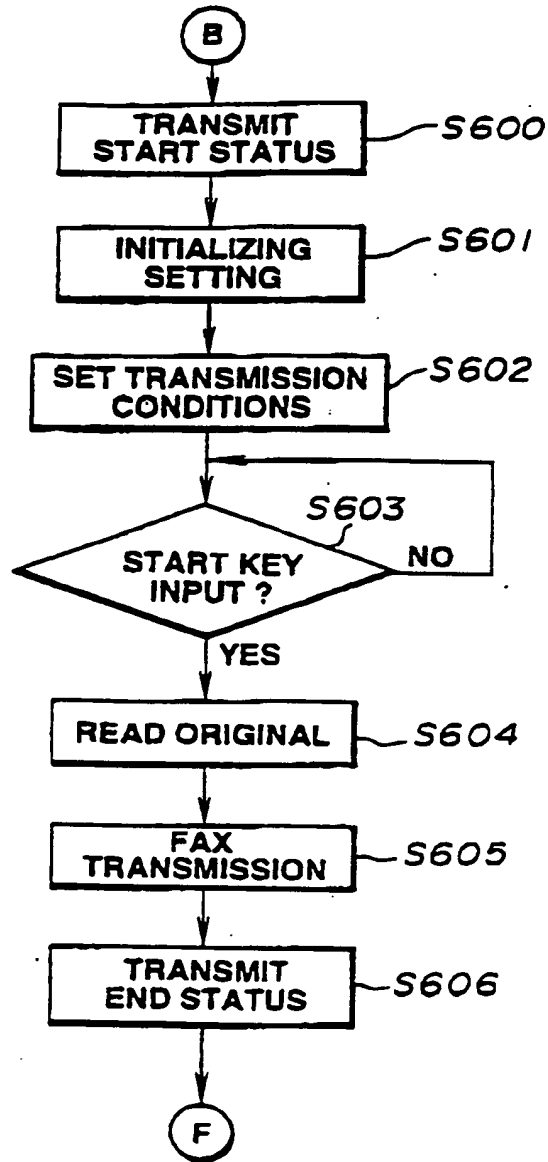 B
TRANSMIT
START STATUS
S600
INITIALIZING
SETTING
S601
SET TRANSMISSION
CONDITIONS
S602
S603
START KEY
INPUT ?
NO
YES
READ ORIGINAL
S604
FAX
TRANSMISSION
S605
TRANSMIT
END STATUS
S606
F